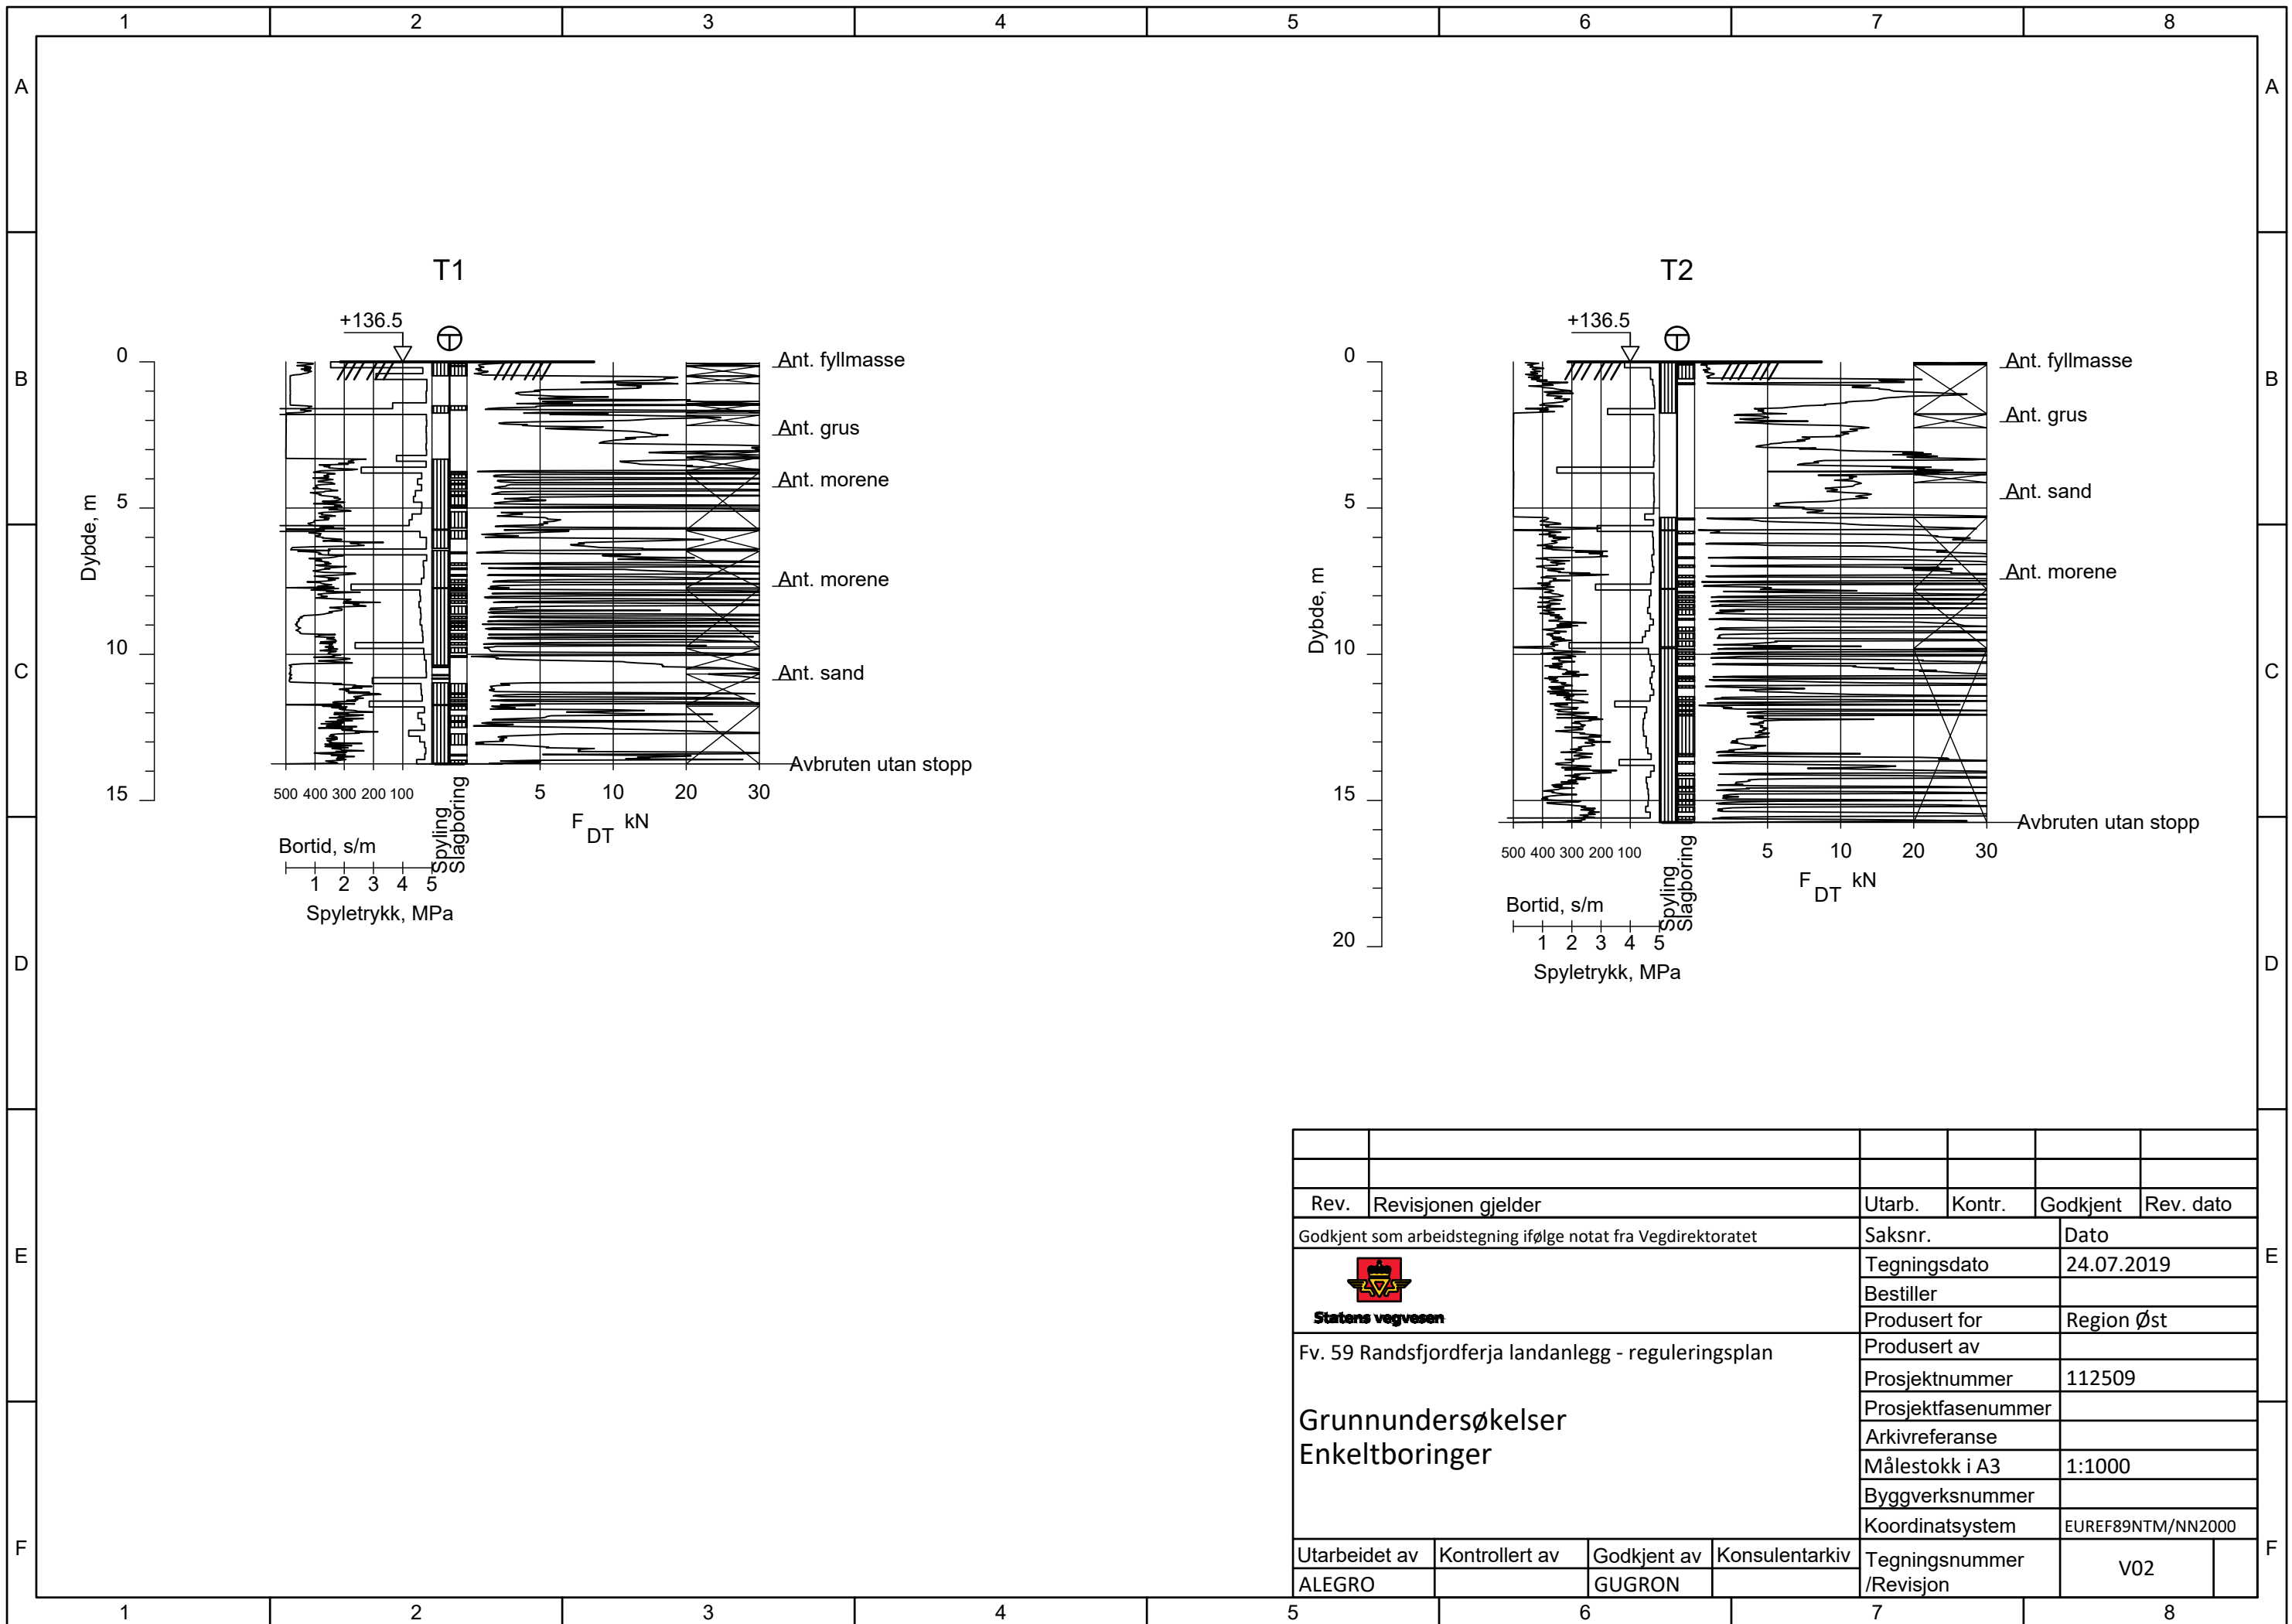 1 2 3 4 5 6 7 8
A A
B B
C C
D D
E E
F F
T1
+136.5
0
5
10
15
Dybde, m
Ant. fyllmasse
Ant. grus
Ant. morene
Ant. morene
Ant. sand
Avbruten utan stopp
500 400 300 200 100
Bortid, s/m
1 2 3 4 5
Spyletrykk, MPa
Spyling
Slagboring
5 10 20 30
F DT kN
T2
+136.5
0
5
10
15
20
Dybde, m
Ant. fyllmasse
Ant. grus
Ant. sand
Ant. morene
Avbruten utan stopp
500 400 300 200 100
Bortid, s/m
1 2 3 4 5
Spyletrykk, MPa
Spyling
Slagboring
5 10 20 30
F DT kN
Rev. Revisjonen gjelder Utarb. Kontr. Godkjent Rev. dato
Godkjent som arbeidstegning ifølge notat fra Vegdirektoratet
Saksnr. Dato
Tegningsdato 24.07.2019
Bestiller
Produsert for Region Øst
Produsert av
Prosjektnummer 112509
Prosjektfasenummer
Arkivreferanse
Målestokk i A3 1:1000
Byggverksnummer
Koordinatsystem EUREF89NTM/NN2000
Statens vegvesen
Fv. 59 Randsfjordferja landanlegg - reguleringsplan
Grunnundersøkelser
Enkeltboringer
Utarbeidet av Kontrollert av Godkjent av Konsulentarkiv
ALEGRO GUGRON
Tegningsnummer
/Revisjon
V02
1 2 3 4 5 6 7 8